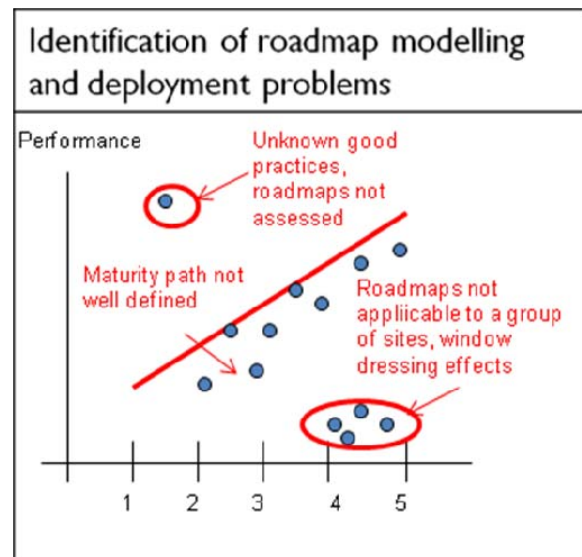 Identification of roadmap modelling
and deployment problems
Performance
Unknown good
practices,
roadmaps not
assessed
Maturity path not
well defined
Roadmaps not
appliicable to a group
of sites, window
dressing effects
1 2 3 4 5